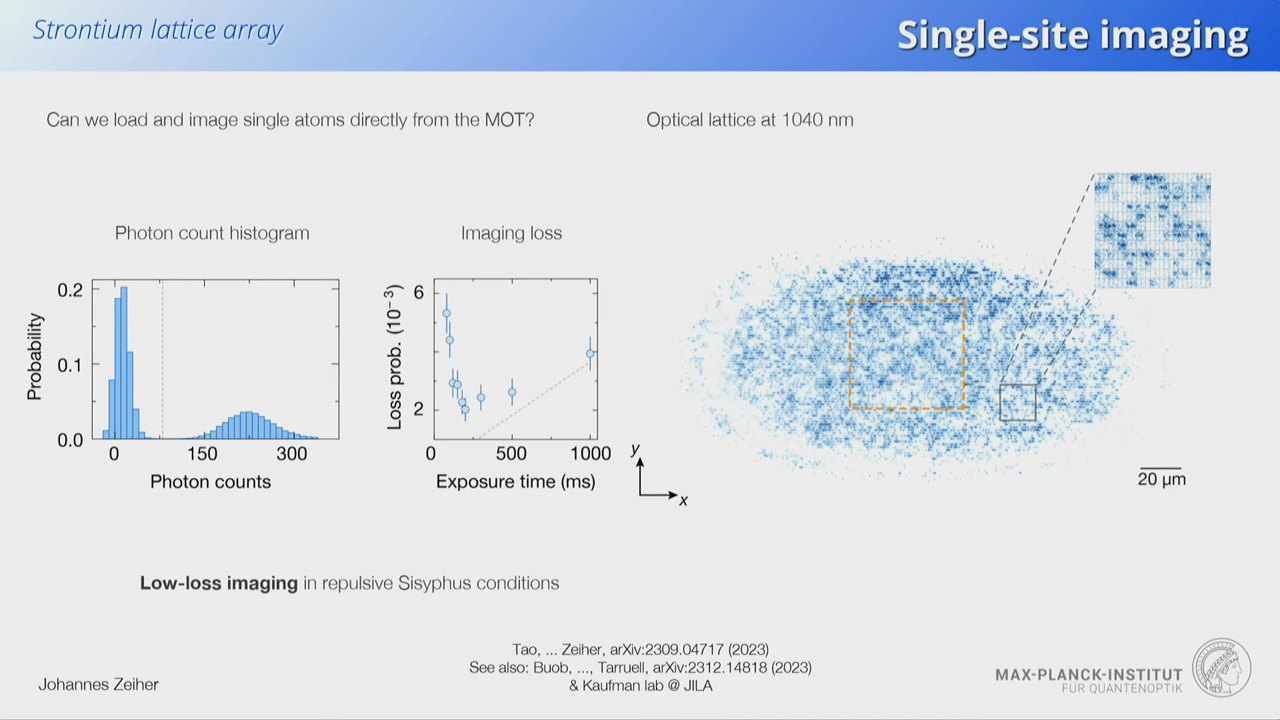 Strontium lattice array
Single-site imaging
Can we load and image single atoms directly from the MOT?
Optical lattice at 1040 nm
Photon count histogram
Imaging loss
Probability
0.2
0.1
0.0
0
150
300
Photon counts
Loss prob. (10⁻³)
6
2
0
500
1000
Exposure time (ms)
y
x
20 µm
Low-loss imaging in repulsive Sisyphus conditions
Tao, ... Zeiher, arXiv:2309.04717 (2023)
See also: Buob, ..., Tarruell, arXiv:2312.14818 (2023)
& Kaufman lab @ JILA
Johannes Zeiher
MAX-PLANCK-INSTITUT
FÜR QUANTENOPTIK